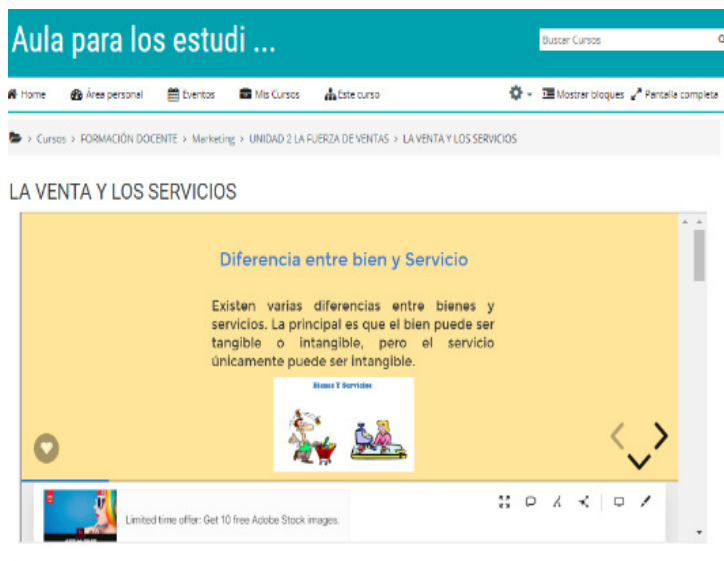 Aula para los estudi ...
Buscar Cursos
Home Área personal Eventos Mis Cursos Este curso Mostrar bloques Pantalla completa
> Cursos > FORMACIÓN DOCENTE > Marketing > UNIDAD 2 LA FUERZA DE VENTAS > LA VENTA Y LOS SERVICIOS
LA VENTA Y LOS SERVICIOS
Diferencia entre bien y Servicio
Existen varias diferencias entre bienes y
servicios. La principal es que el bien puede ser
tangible o intangible, pero el servicio
únicamente puede ser intangible.
Bienes Y Servicios
Limited time offer: Get 10 free Adobe Stock images.